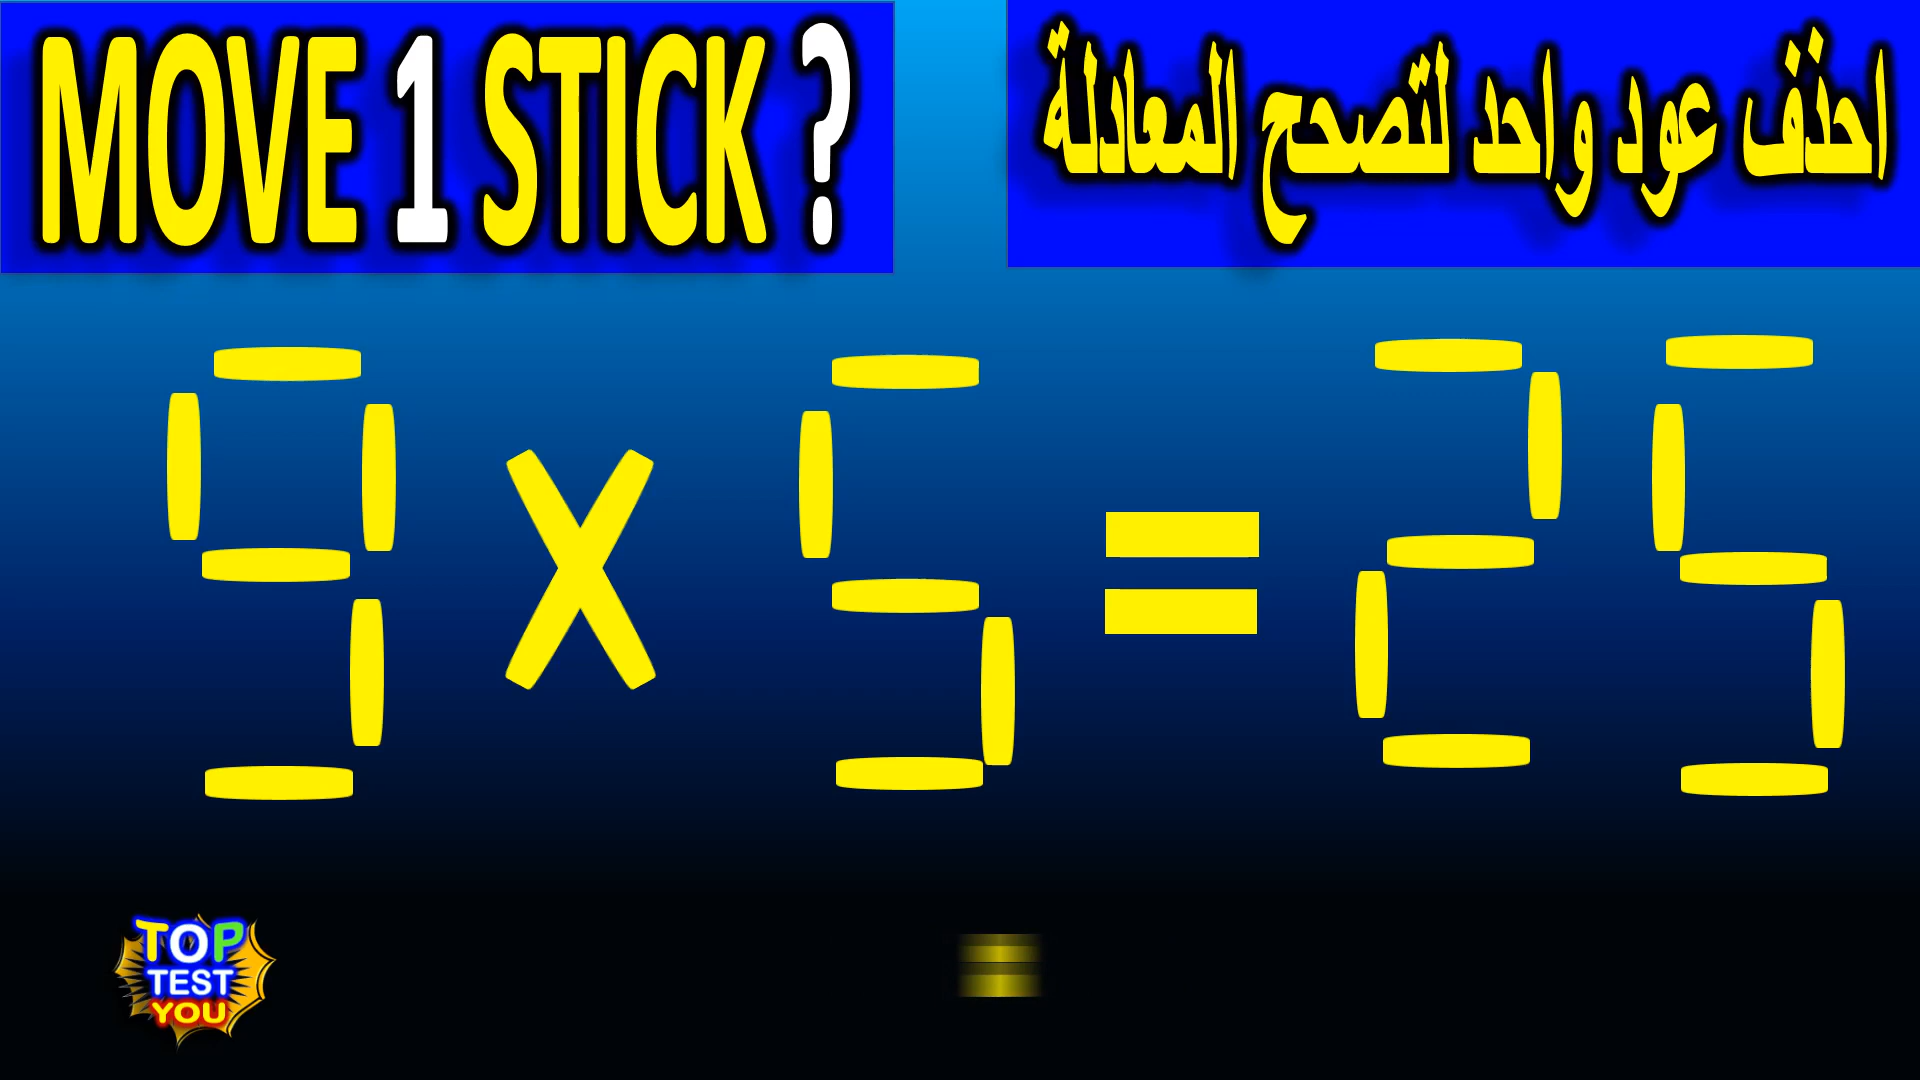 MOVE 1 STICK ?
احذف عود واحد لتصحح المعادلة
9 X 5 = 25
TOP
TEST
YOU
=